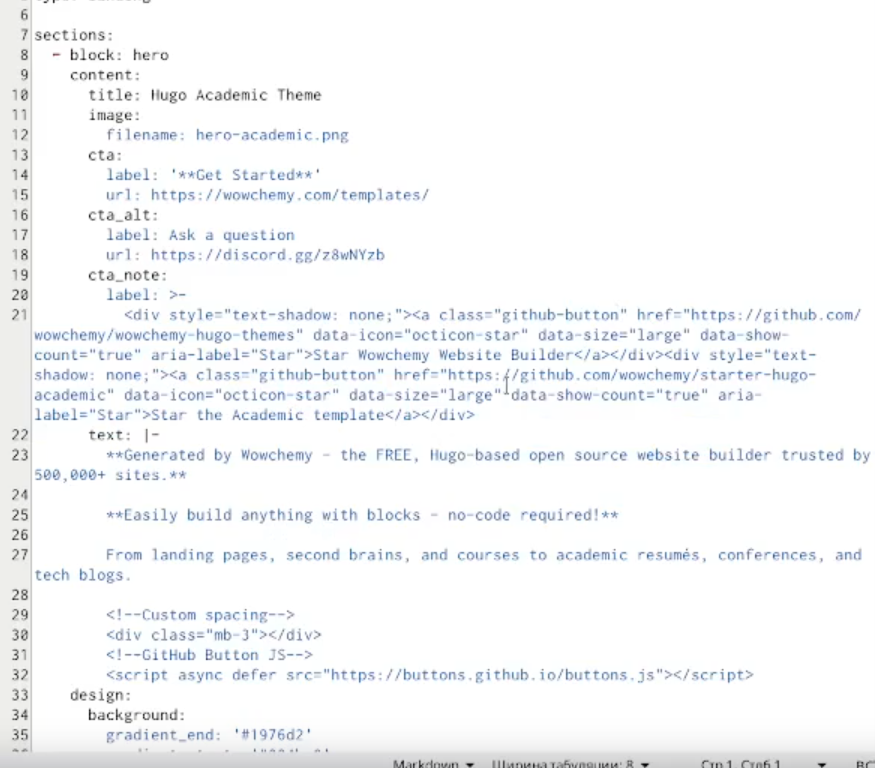 6
7 sections:
8 - block: hero
9 content:
10 title: Hugo Academic Theme
11 image:
12 filename: hero-academic.png
13 cta:
14 label: '**Get Started**'
15 url: https://wowchemy.com/templates/
16 cta_alt:
17 label: Ask a question
18 url: https://discord.gg/z8wNYzb
19 cta_note:
20 label: >-
21 <div style="text-shadow: none;"><a class="github-button" href="https://github.com/
wowchemy/wowchemy-hugo-themes" data-icon="octicon-star" data-size="large" data-show-
count="true" aria-label="Star">Star Wowchemy Website Builder</a></div><div style="text-
shadow: none;"><a class="github-button" href="https://github.com/wowchemy/starter-hugo-
academic" data-icon="octicon-star" data-size="large" data-show-count="true" aria-
label="Star">Star the Academic template</a></div>
22 text: |-
23 **Generated by Wowchemy - the FREE, Hugo-based open source website builder trusted by
500,000+ sites.**
24
25 **Easily build anything with blocks - no-code required!**
26
27 From landing pages, second brains, and courses to academic resumés, conferences, and
tech blogs.
28
29 <!--Custom spacing-->
30 <div class="mb-3"></div>
31 <!--GitHub Button JS-->
32 <script async defer src="https://buttons.github.io/buttons.js"></script>
33 design:
34 background:
35 gradient_end: '#1976d2'
Markdown Ширина табуляции: 8 Стр 1, Стлб 1